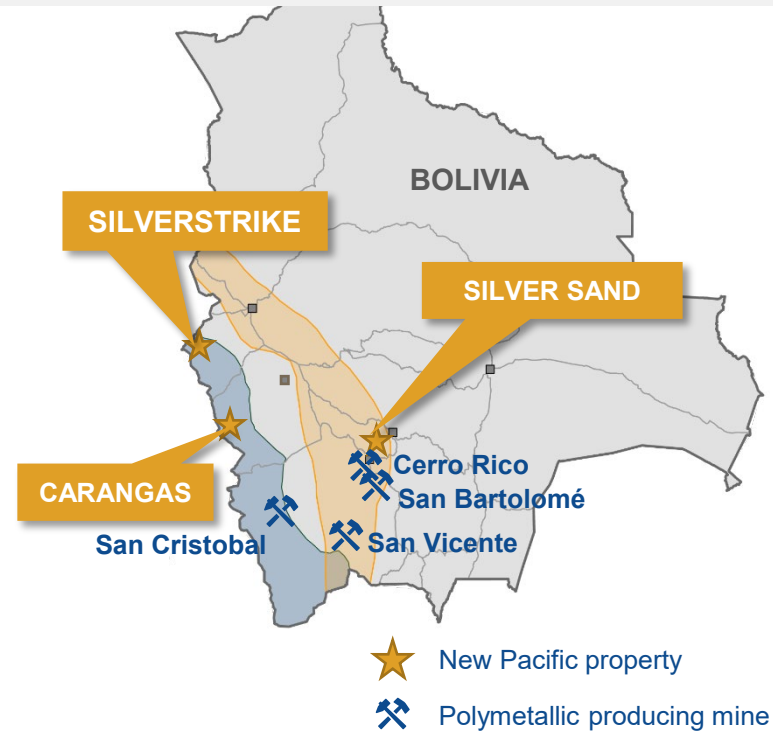 BOLIVIA
SILVERSTRIKE
SILVER SAND
CARANGAS
Cerro Rico
San Bartolomé
San Cristobal
San Vicente
New Pacific property
Polymetallic producing mine